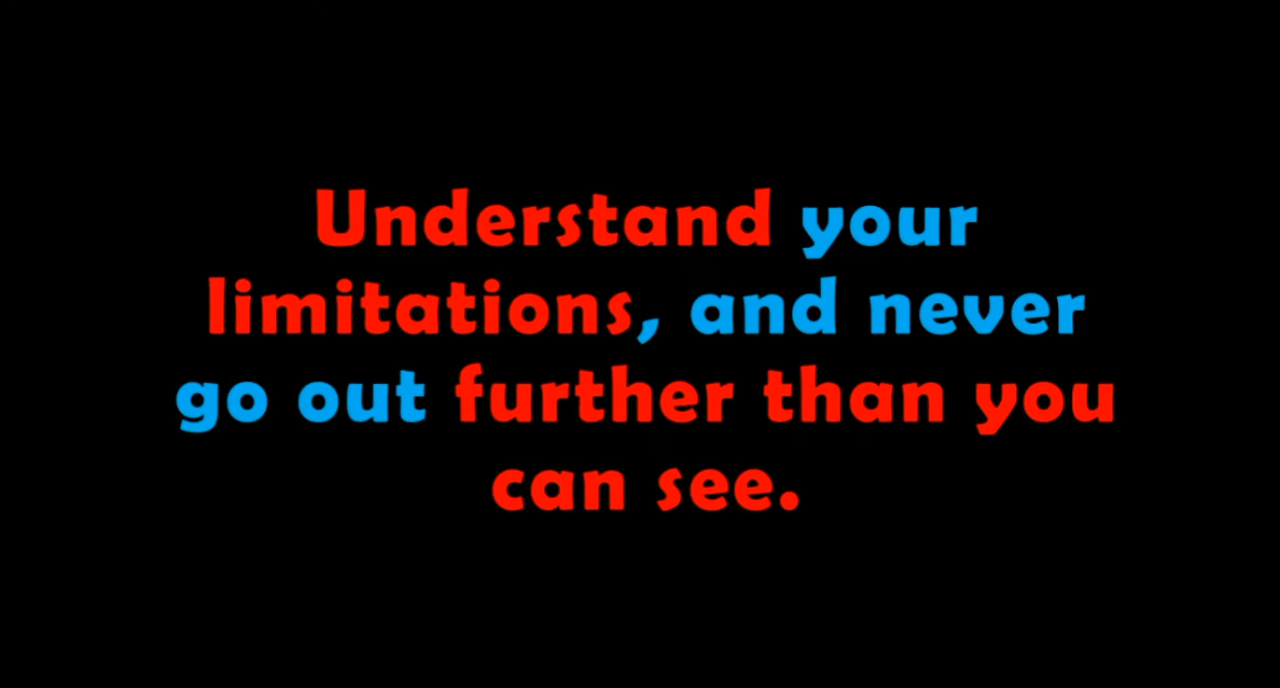 Understand your
limitations, and never
go out further than you
can see.